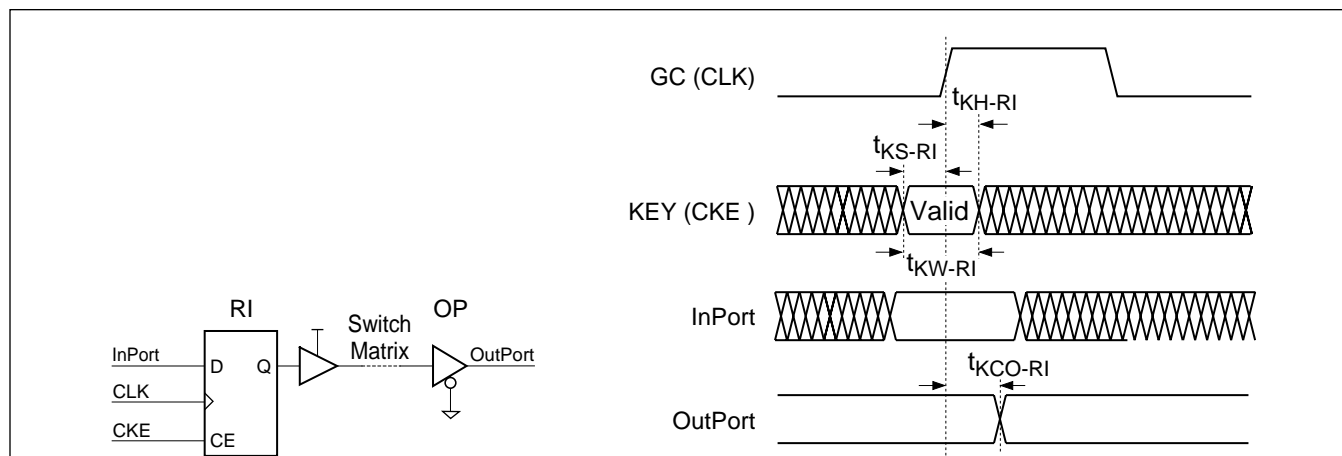 RI
OP
Switch
Matrix
InPort
D
Q
OutPort
CLK
CKE
CE
GC (CLK)
tKH-RI
tKS-RI
KEY (CKE )
Valid
tKW-RI
InPort
tKCO-RI
OutPort